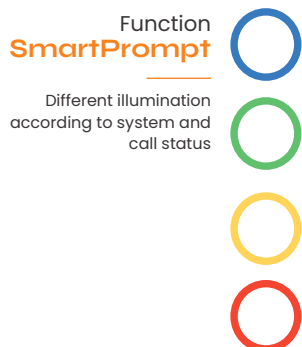 Function
SmartPrompt
Different illumination
according to system and
call status